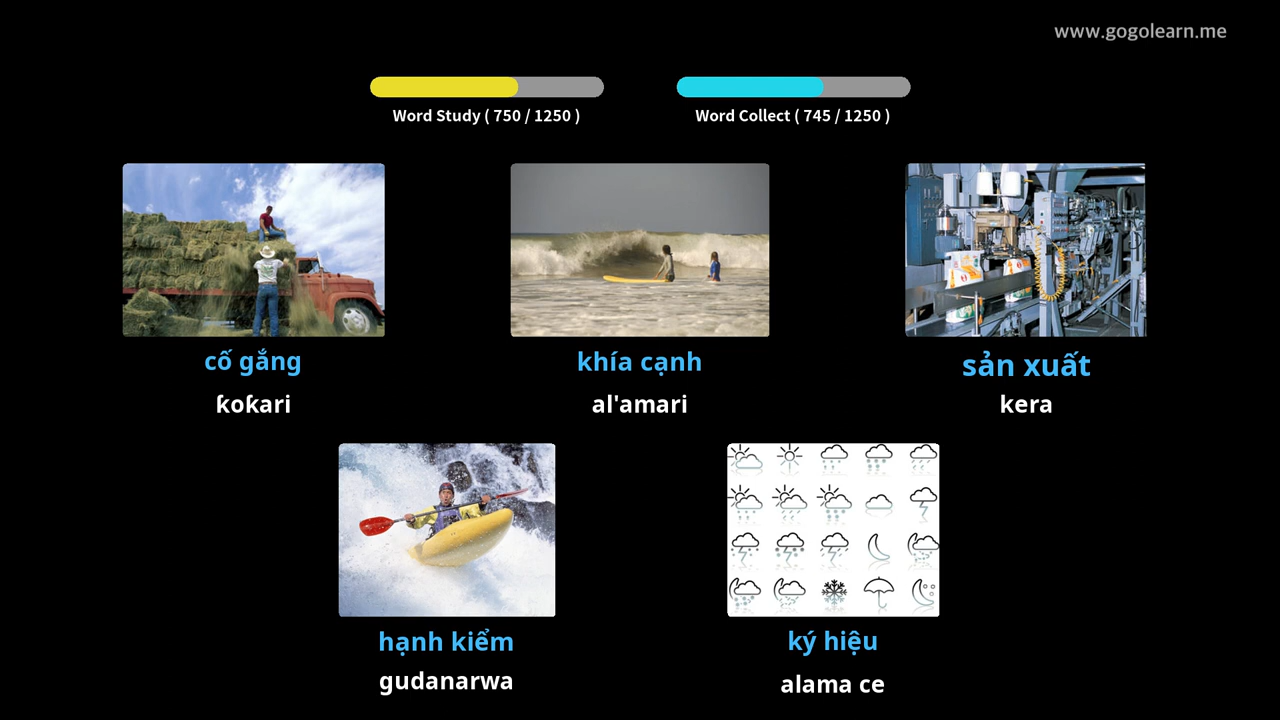 www.gogolearn.me
Word Study ( 750 / 1250 )
Word Collect ( 745 / 1250 )
cố gắng
khía cạnh
sản xuất
ƙoƙari
al'amari
kera
hạnh kiểm
ký hiệu
gudanarwa
alama ce